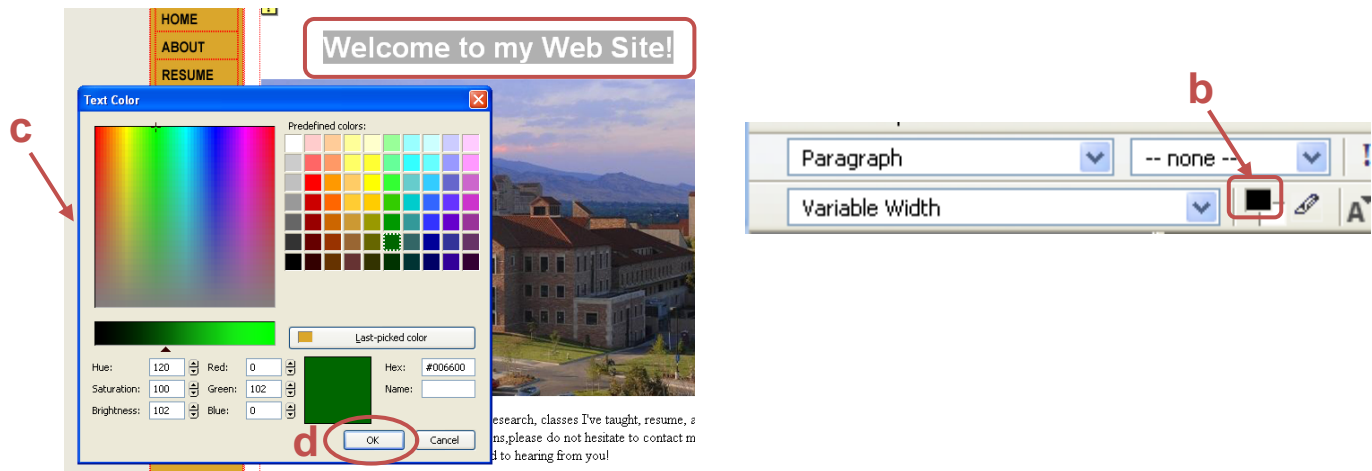 HOME
ABOUT
RESUME
Welcome to my Web Site!
Text Color
c
Predefined colors:
Last-picked color
Hue: 120 Red: 0 Hex: #006600
Saturation: 100 Green: 102 Name:
Brightness: 102 Blue: 0
d
OK Cancel
esearch, classes I've taught, resume, a
ns,please do not hesitate to contact m
d to hearing from you!
b
Paragraph -- none -- !
Variable Width A